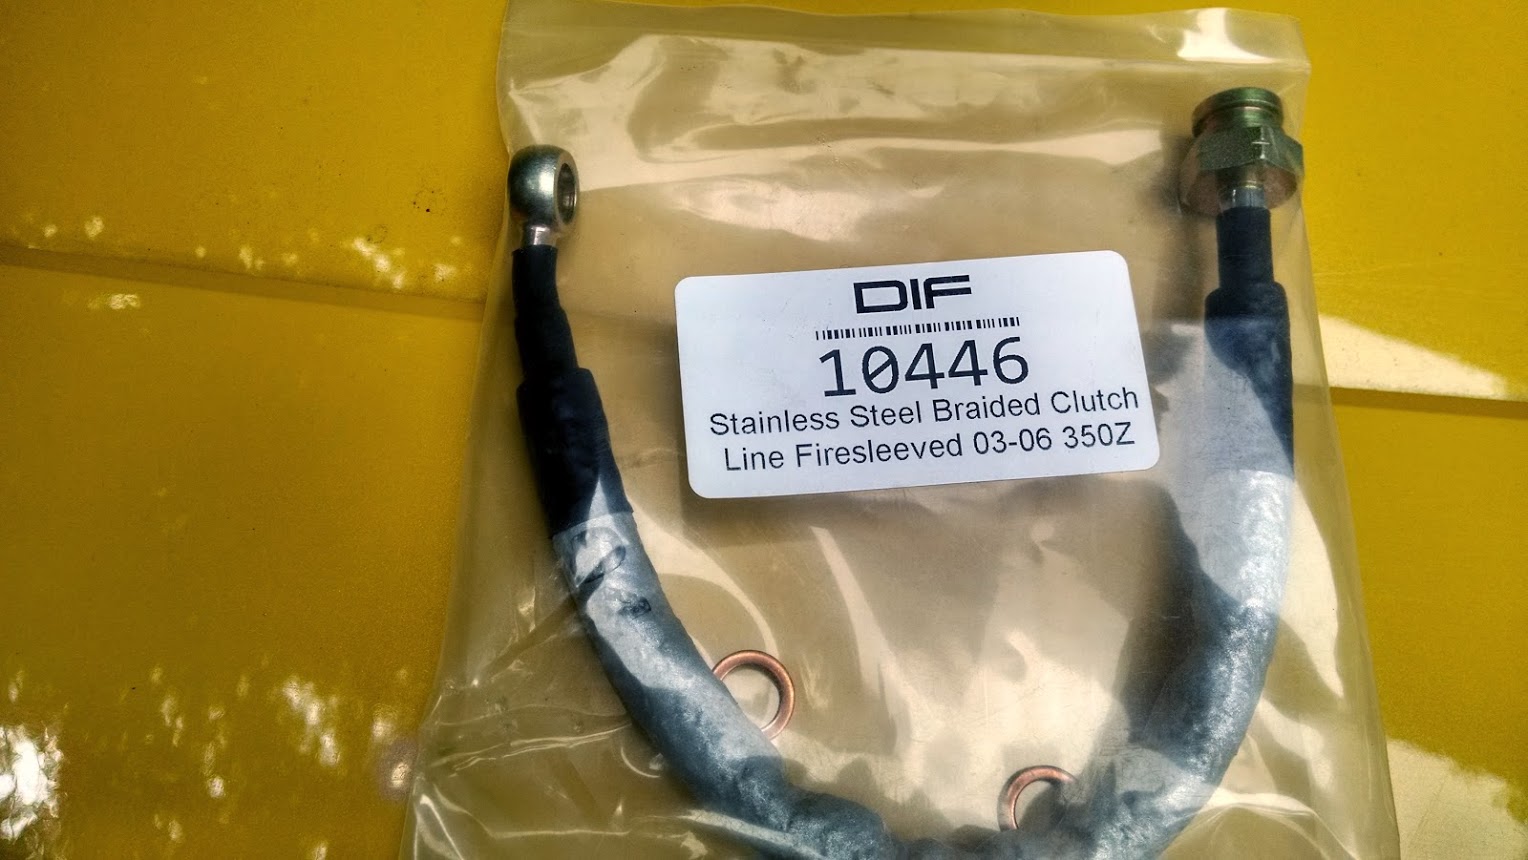 DIF
10446
Stainless Steel Braided Clutch
Line Firesleeved 03-06 350Z